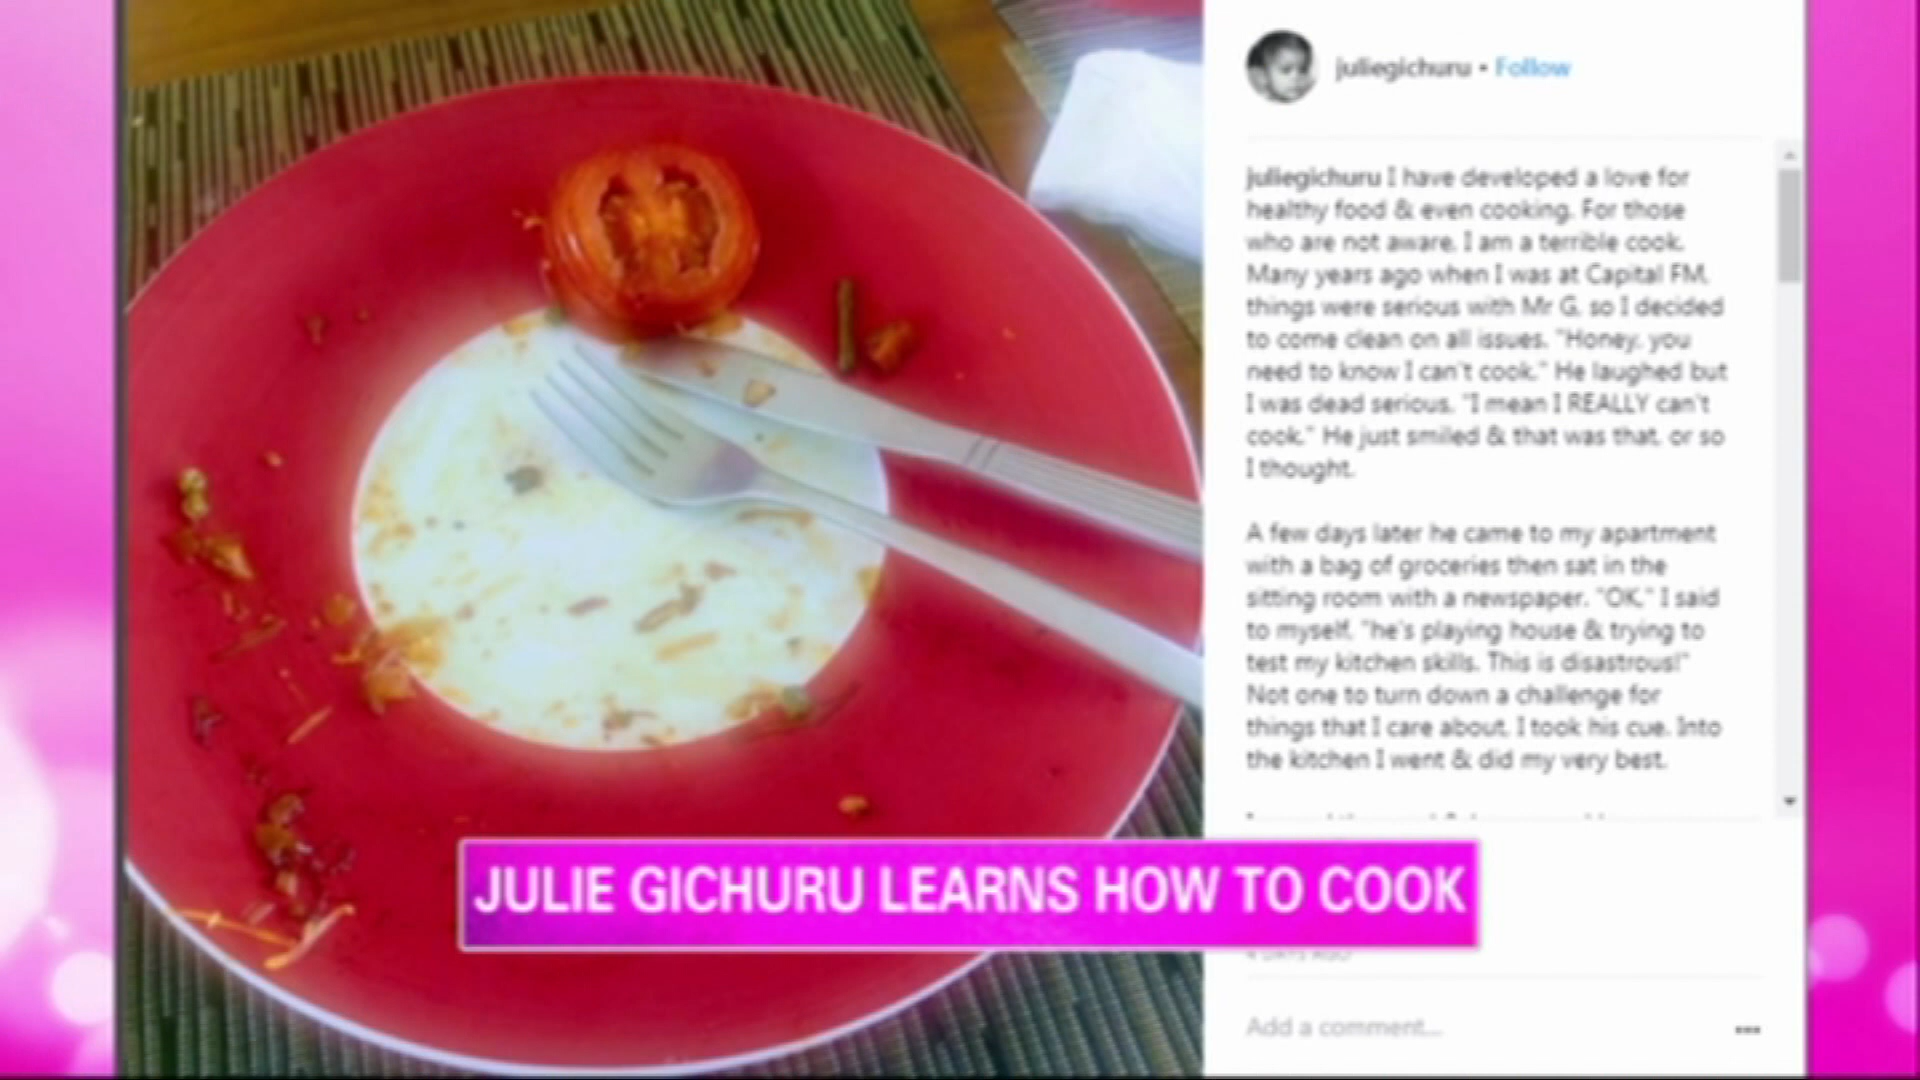 juliegichuru • Follow
juliegichuru I have developed a love for
healthy food & even cooking. For those
who are not aware, I am a terrible cook.
Many years ago when I was at Capital FM,
things were serious with Mr G, so I decided
to come clean on all issues. "Honey, you
need to know I can't cook." He laughed but
I was dead serious. "I mean I REALLY can't
cook." He just smiled & that was that, or so
I thought.
A few days later he came to my apartment
with a bag of groceries then sat in the
sitting room with a newspaper. "OK," I said
to myself, "he's playing house & trying to
test my kitchen skills. This is disastrous!"
Not one to turn down a challenge for
things that I care about, I took his cue. Into
the kitchen I went & did my very best.
JULIE GICHURU LEARNS HOW TO COOK
4 DAYS AGO
Add a comment...